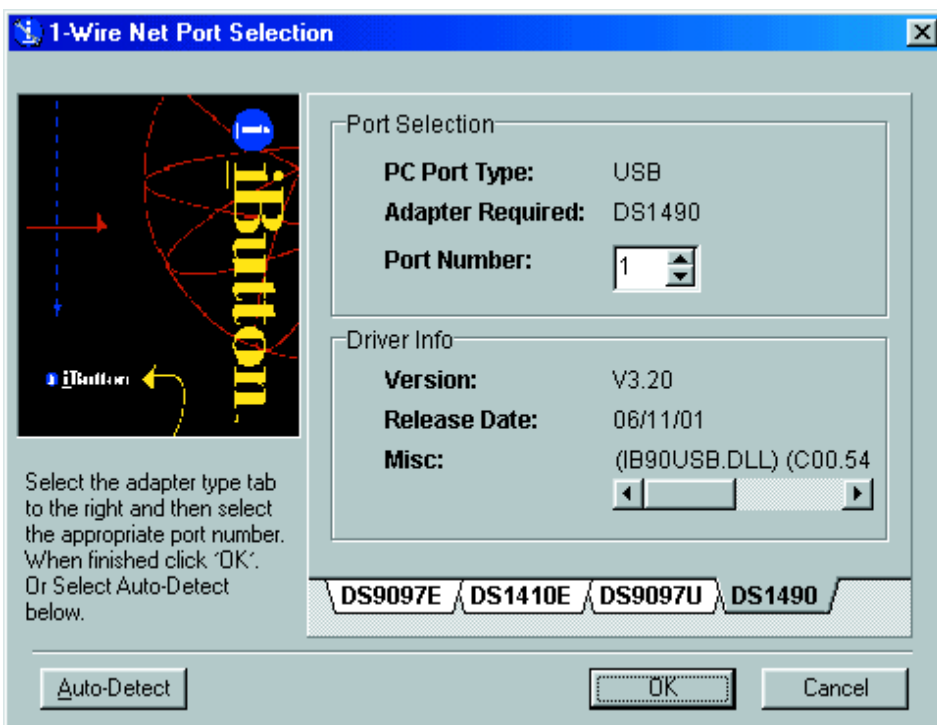 1-Wire Net Port Selection
iButton
iButton
Select the adapter type tab
to the right and then select
the appropriate port number.
When finished click ‘OK’.
Or Select Auto-Detect
below.
Port Selection
PC Port Type: USB
Adapter Required: DS1490
Port Number: 1
Driver Info
Version: V3.20
Release Date: 06/11/01
Misc: (IB90USB.DLL) (C00.54
DS9097E DS1410E DS9097U DS1490
Auto-Detect OK Cancel